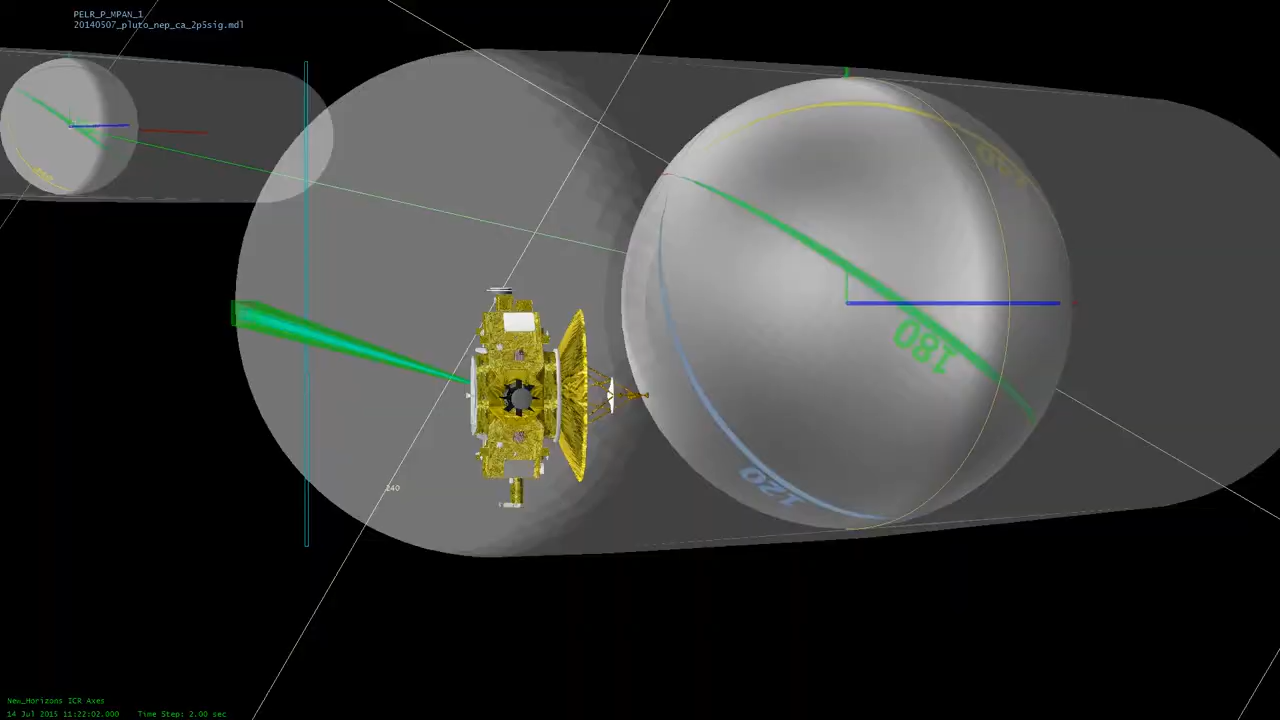 PELR_P_MPAN_1
20140507_pluto_nep_ca_2p5sig.mdl
180
120
240
New_Horizons ICR Axes
14 Jul 2015 11:22:02.000 Time Step: 2.00 sec